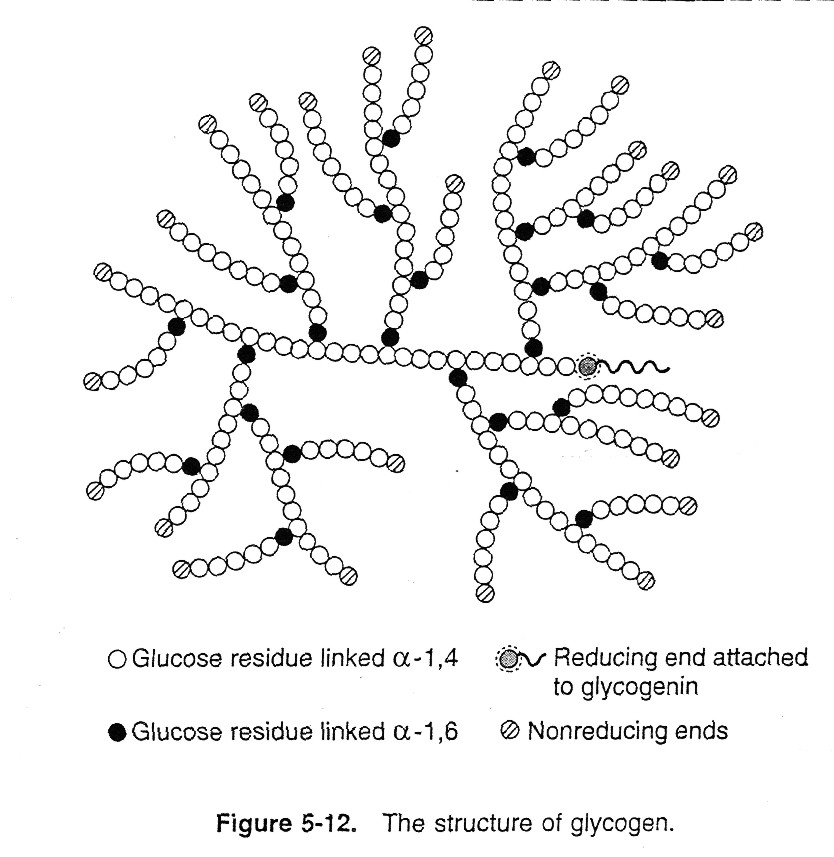 Glucose residue linked α-1,4
Reducing end attached
to glycogenin
Glucose residue linked α-1,6
Nonreducing ends
Figure 5-12. The structure of glycogen.